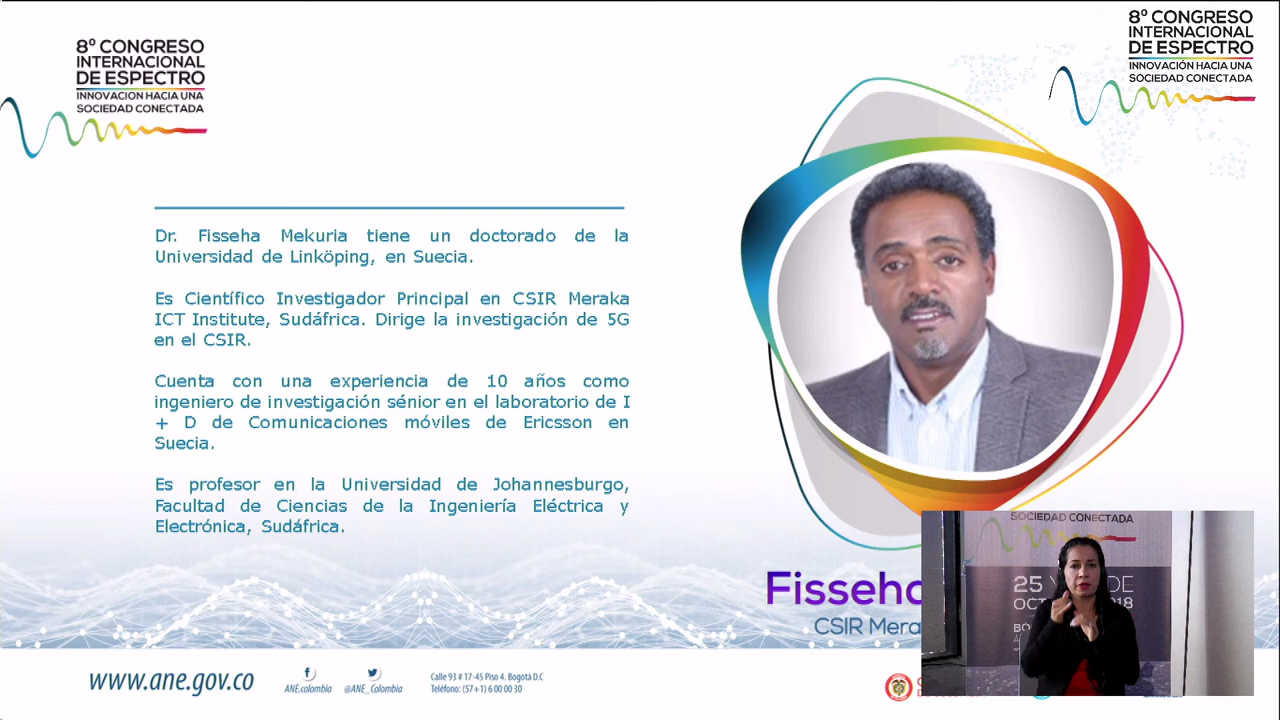 8º CONGRESO
INTERNACIONAL
DE ESPECTRO
INNOVACION HACIA UNA
SOCIEDAD CONECTADA
8º CONGRESO
INTERNACIONAL
DE ESPECTRO
INNOVACIÓN HACIA UNA
SOCIEDAD CONECTADA
Dr. Fisseha Mekuria tiene un doctorado de la
Universidad de Linköping, en Suecia.
Es Científico Investigador Principal en CSIR Meraka
ICT Institute, Sudáfrica. Dirige la investigación de 5G
en el CSIR.
Cuenta con una experiencia de 10 años como
ingeniero de investigación sénior en el laboratorio de I
+ D de Comunicaciones móviles de Ericsson en
Suecia.
Es profesor en la Universidad de Johannesburgo,
Facultad de Ciencias de la Ingeniería Eléctrica y
Electrónica, Sudáfrica.
CSIR
SOCIEDAD CONECTADA
25 DE
www.ane.gov.co
ANE.colombia
@ANE_Colombia
Calle 93 # 17-45 Piso 4. Bogotá D.C
Teléfono: (57+1) 6 00 00 30